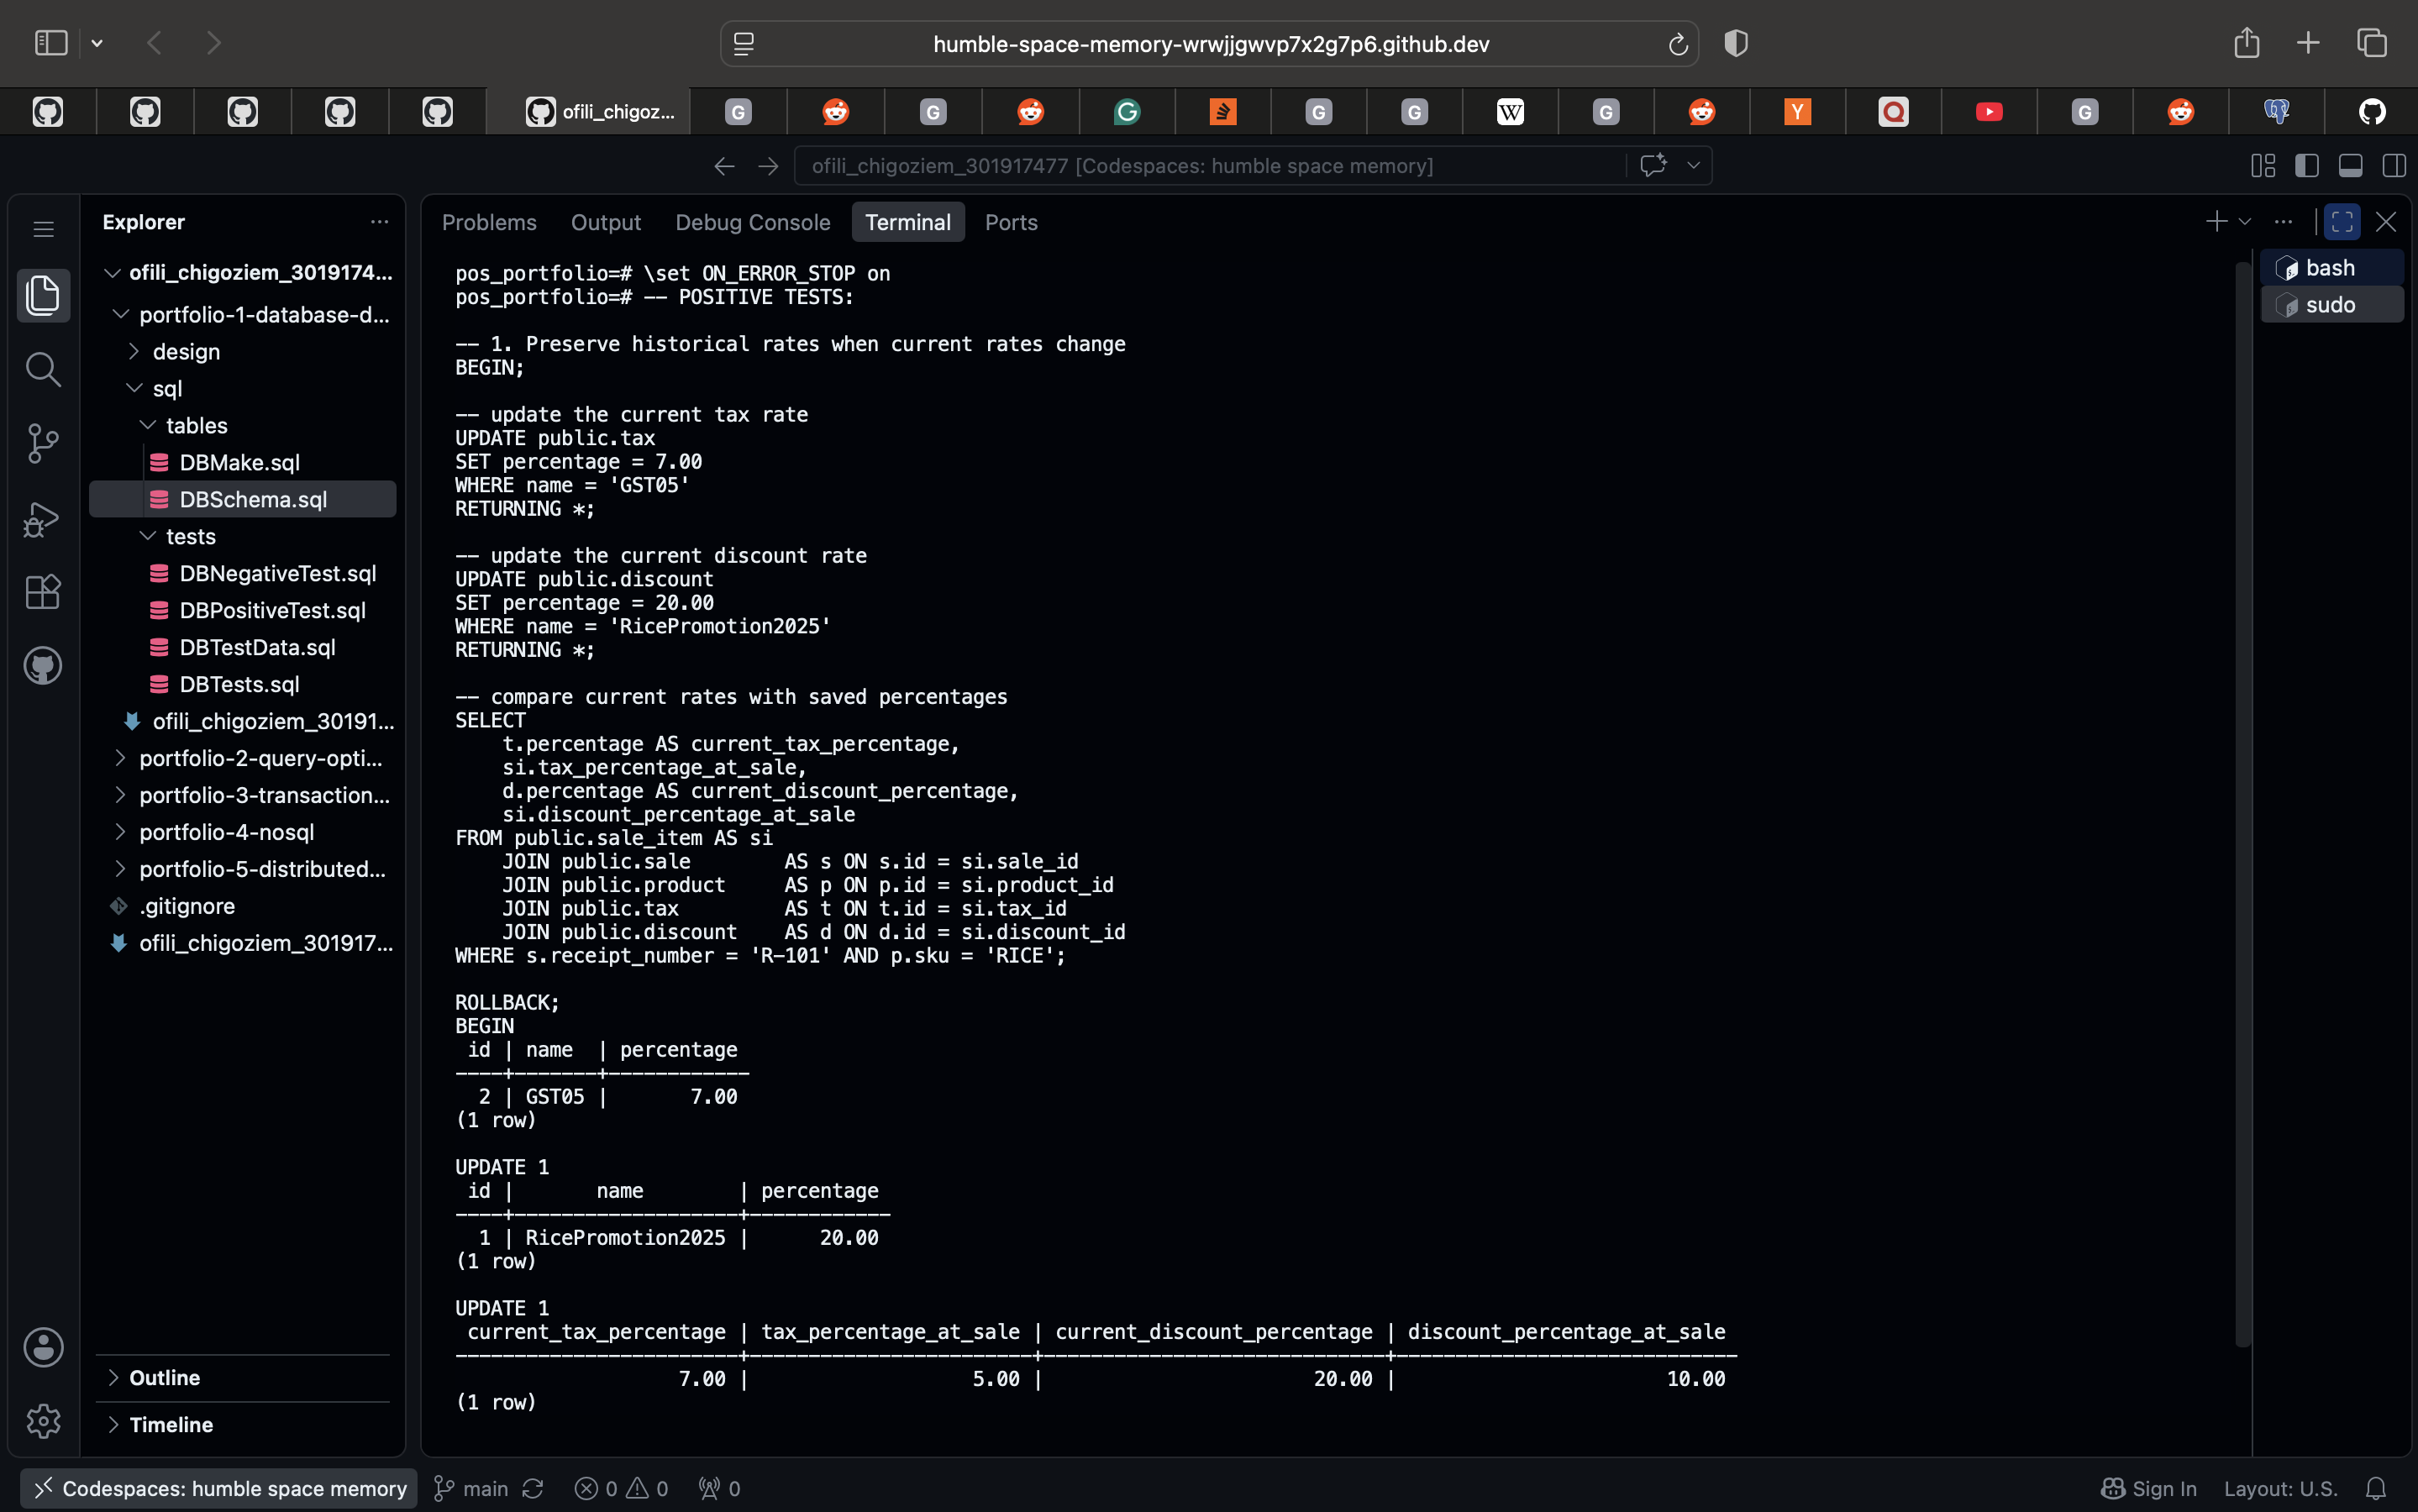 humble-space-memory-wrwjjgwvp7x2g7p6.github.dev
ofili_chigoz...
ofili_chigoziem_301917477 [Codespaces: humble space memory]
Explorer
ofili_chigoziem_3019174...
portfolio-1-database-d...
design
sql
tables
DBMake.sql
DBSchema.sql
tests
DBNegativeTest.sql
DBPositiveTest.sql
DBTestData.sql
DBTests.sql
ofili_chigoziem_30191...
portfolio-2-query-opti...
portfolio-3-transaction...
portfolio-4-nosql
portfolio-5-distributed...
.gitignore
ofili_chigoziem_301917...
Outline
Timeline
Problems Output Debug Console Terminal Ports
bash
sudo
pos_portfolio=# \set ON_ERROR_STOP on
pos_portfolio=# -- POSITIVE TESTS:
-- 1. Preserve historical rates when current rates change
BEGIN;
-- update the current tax rate
UPDATE public.tax
SET percentage = 7.00
WHERE name = 'GST05'
RETURNING *;
-- update the current discount rate
UPDATE public.discount
SET percentage = 20.00
WHERE name = 'RicePromotion2025'
RETURNING *;
-- compare current rates with saved percentages
SELECT
    t.percentage AS current_tax_percentage,
    si.tax_percentage_at_sale,
    d.percentage AS current_discount_percentage,
    si.discount_percentage_at_sale
FROM public.sale_item AS si
    JOIN public.sale        AS s ON s.id = si.sale_id
    JOIN public.product     AS p ON p.id = si.product_id
    JOIN public.tax         AS t ON t.id = si.tax_id
    JOIN public.discount    AS d ON d.id = si.discount_id
WHERE s.receipt_number = 'R-101' AND p.sku = 'RICE';
ROLLBACK;
BEGIN
 id | name  | percentage
----+-------+------------
  2 | GST05 |       7.00
(1 row)
UPDATE 1
 id |       name        | percentage
----+-------------------+------------
  1 | RicePromotion2025 |      20.00
(1 row)
UPDATE 1
 current_tax_percentage | tax_percentage_at_sale | current_discount_percentage | discount_percentage_at_sale
------------------------+------------------------+-----------------------------+-----------------------------
                   7.00 |                   5.00 |                       20.00 |                       10.00
(1 row)
Codespaces: humble space memory main 0 0 0 Sign In Layout: U.S.